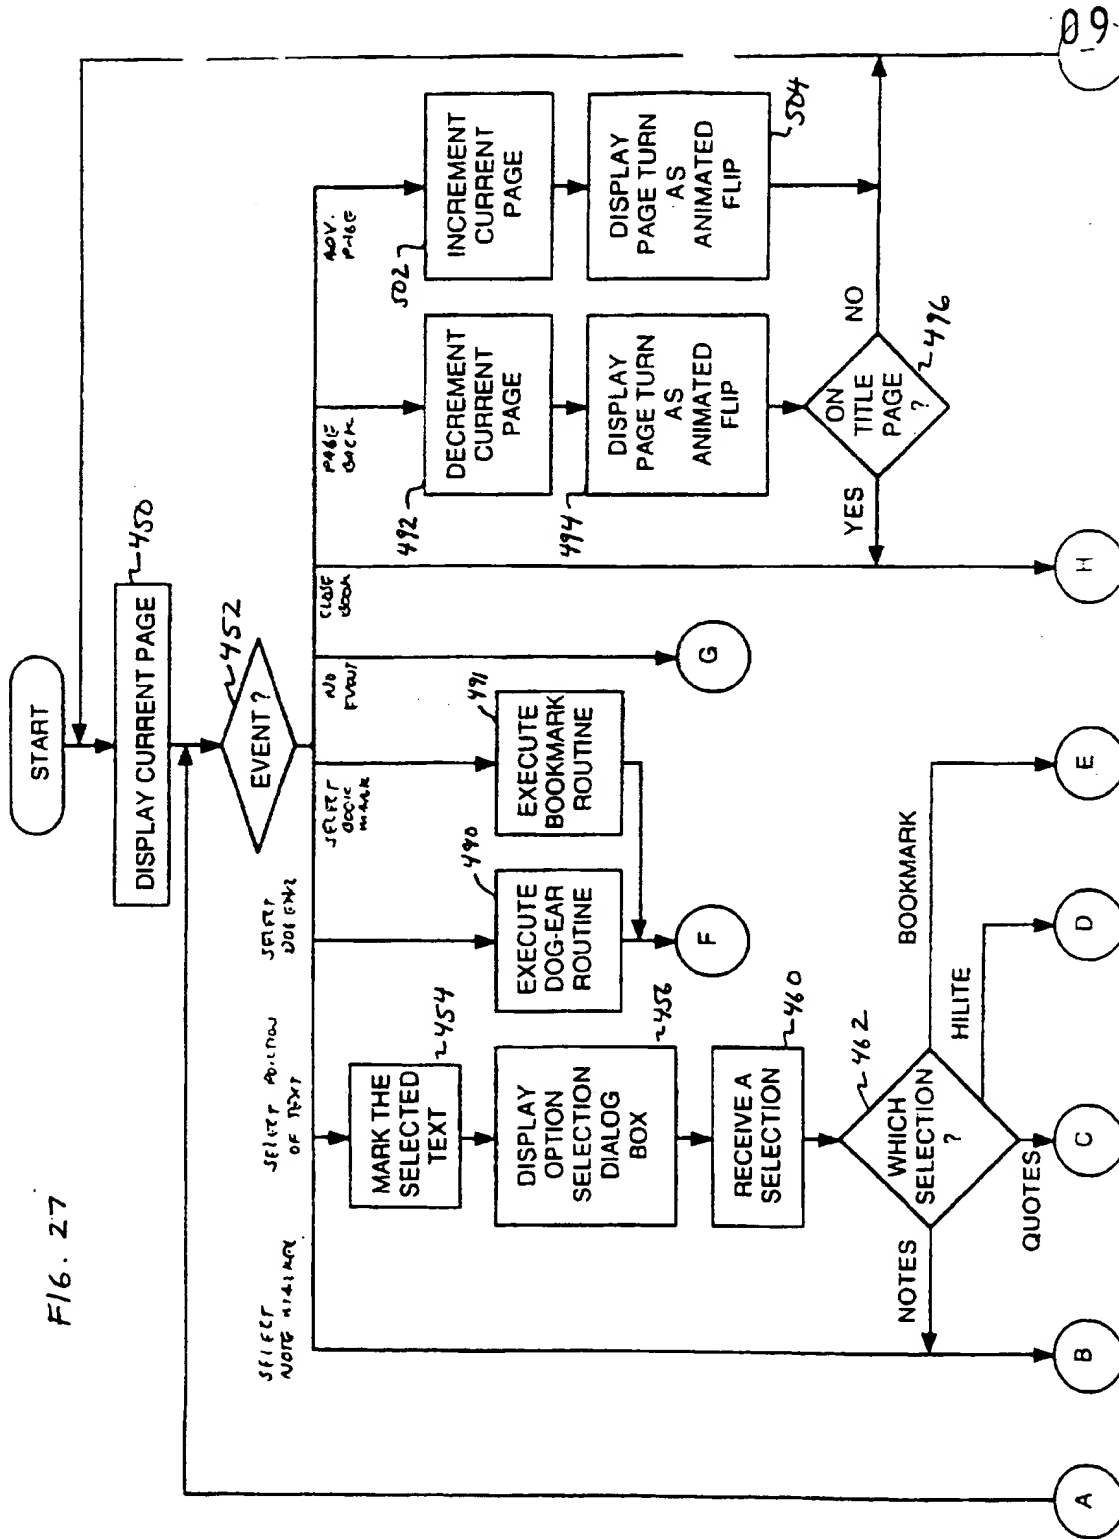 FIG. 27
START
DISPLAY CURRENT PAGE
450
EVENT ?
452
SELECT
NOTE
SELECT PORTION
OF TEXT
SELECT
DOG EAR
SELECT
BOOK
MARK
NO
EVENT
CLOSE
BOOK
PAGE
BACK
ADV.
PAGE
MARK THE
SELECTED
TEXT
454
DISPLAY
OPTION
SELECTION
DIALOG
BOX
456
RECEIVE A
SELECTION
460
WHICH
SELECTION
?
462
NOTES
QUOTES
HILITE
BOOKMARK
490
EXECUTE
DOG-EAR
ROUTINE
491
EXECUTE
BOOKMARK
ROUTINE
F
G
492
DECREMENT
CURRENT
PAGE
494
DISPLAY
PAGE TURN
AS
ANIMATED
FLIP
ON
TITLE
PAGE
?
496
YES
NO
502
INCREMENT
CURRENT
PAGE
DISPLAY
PAGE TURN
AS
ANIMATED
FLIP
504
A
B
C
D
E
H
09